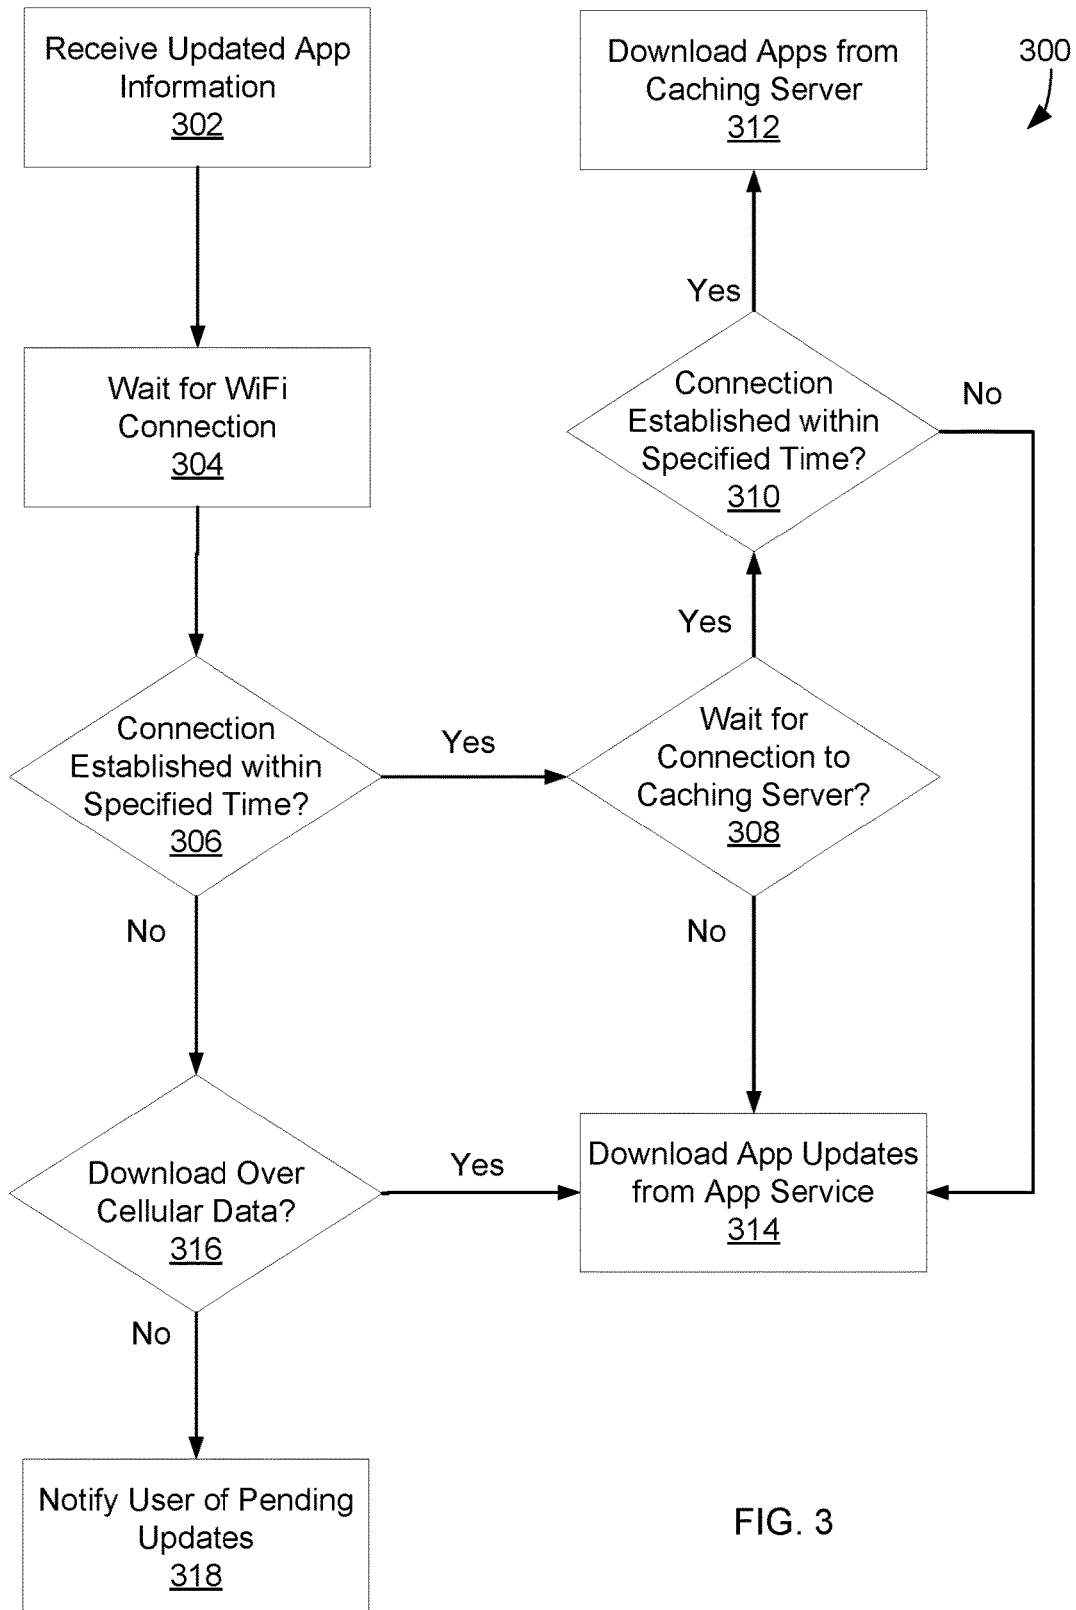 Receive Updated App
Information
302
Download Apps from
Caching Server
312
300
Yes
Wait for WiFi
Connection
304
Connection
Established within
Specified Time?
310
No
Yes
Connection
Established within
Specified Time?
306
Yes
Wait for
Connection to
Caching Server?
308
No
No
Download Over
Cellular Data?
316
Yes
Download App Updates
from App Service
314
No
Notify User of Pending
Updates
318
FIG. 3